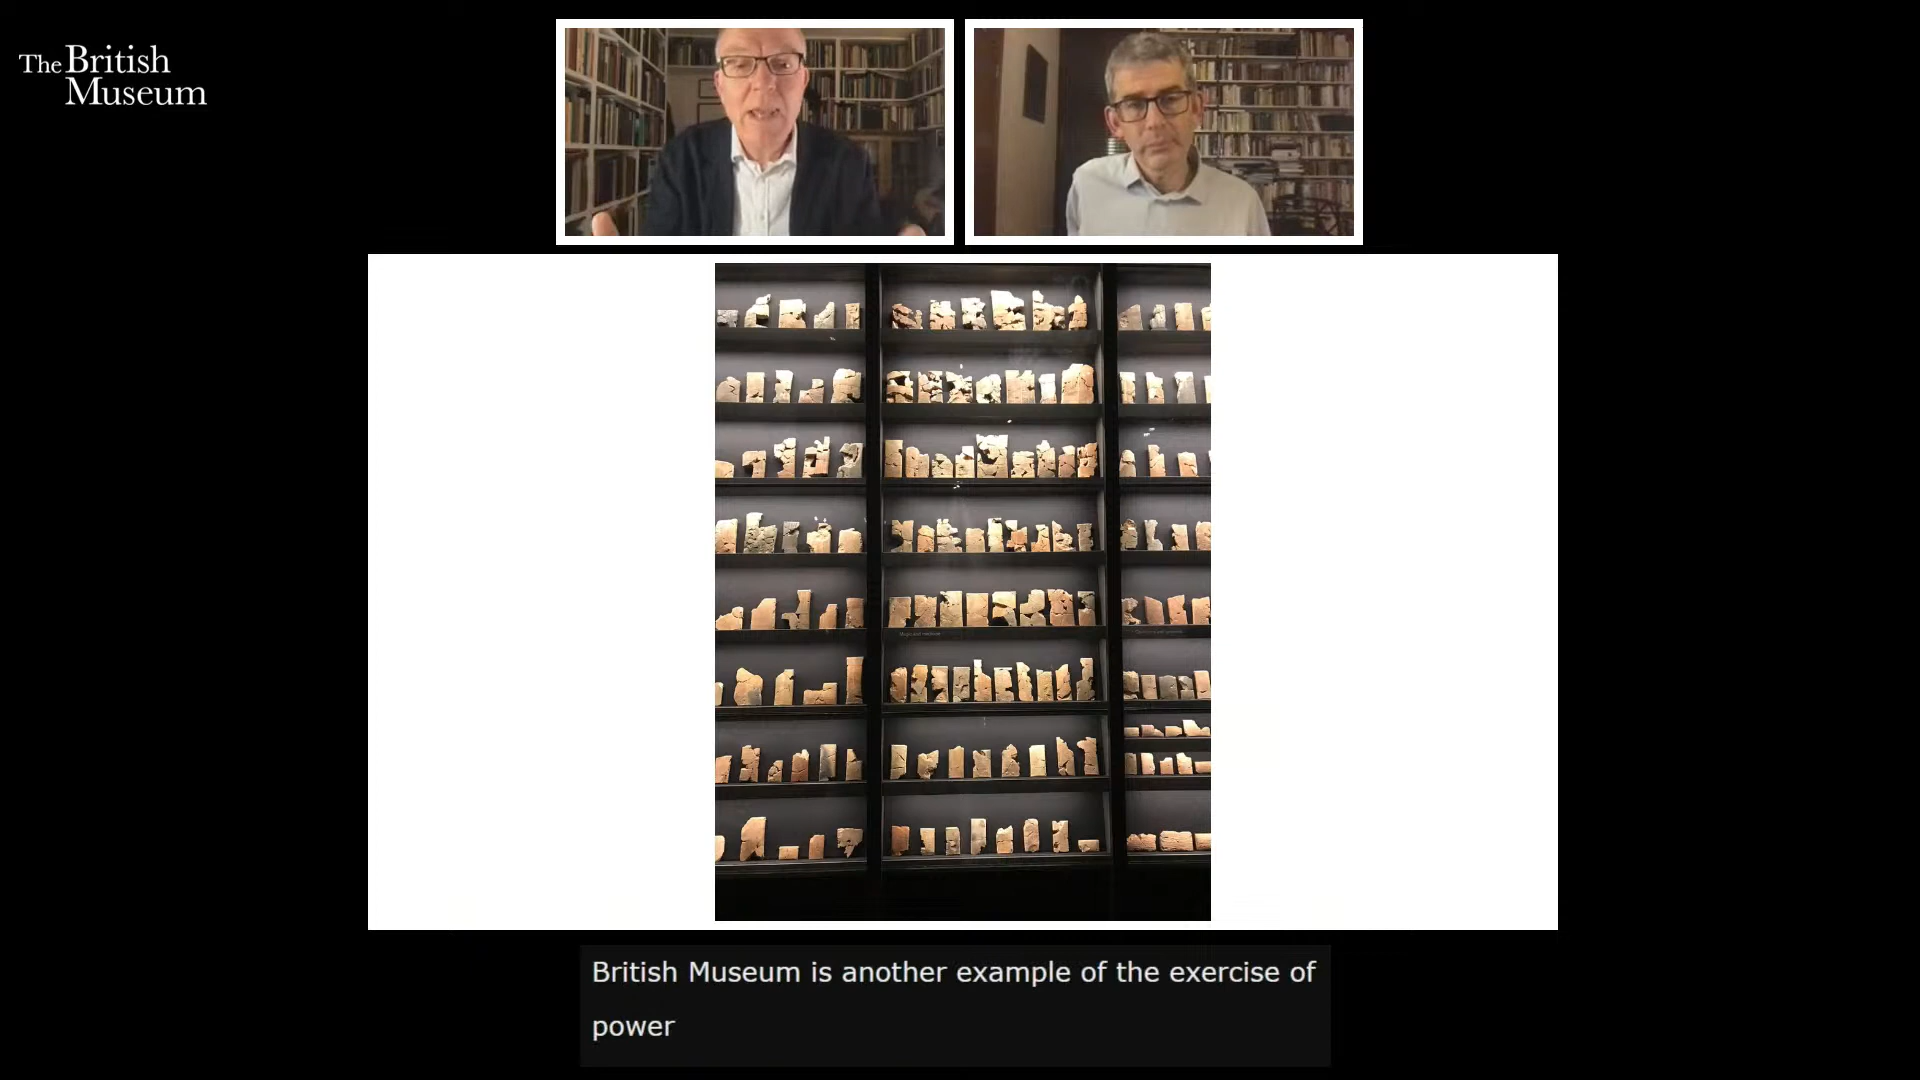 The British
Museum
British Museum is another example of the exercise of
power